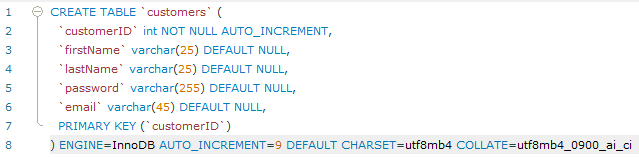 1 CREATE TABLE `customers` (
2 `customerID` int NOT NULL AUTO_INCREMENT,
3 `firstName` varchar(25) DEFAULT NULL,
4 `lastName` varchar(25) DEFAULT NULL,
5 `password` varchar(255) DEFAULT NULL,
6 `email` varchar(45) DEFAULT NULL,
7 PRIMARY KEY (`customerID`)
8 ) ENGINE=InnoDB AUTO_INCREMENT=9 DEFAULT CHARSET=utf8mb4 COLLATE=utf8mb4_0900_ai_ci